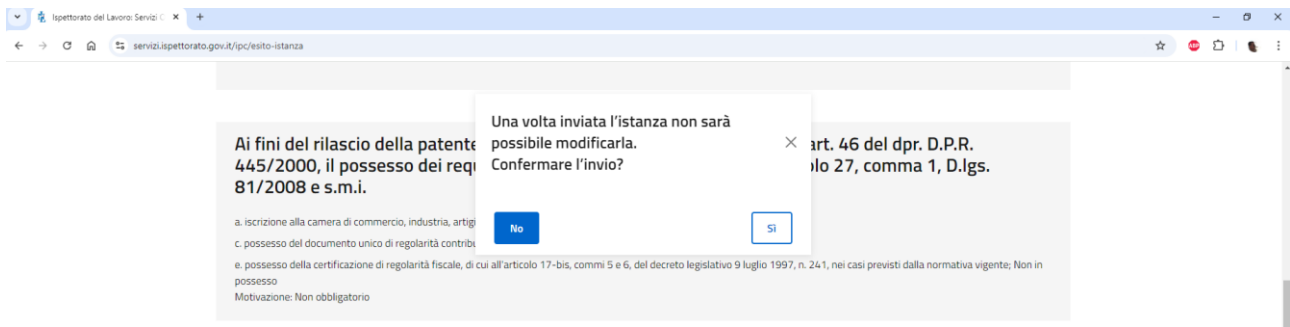 Ispettorato del Lavoro: Servizi
servizi.ispettorato.gov.it/ipc/esito-istanza
ABP
Una volta inviata l'istanza non sarà
possibile modificarla.
Confermare l'invio?
No
Sì
Ai fini del rilascio della patente art. 46 del dpr. D.P.R.
445/2000, il possesso dei 27, comma 1, D.lgs.
81/2008 e s.m.i.
a. iscrizione alla camera di commercio, industria,
c. possesso del documento unico di regolarità
e. possesso della certificazione di regolarità fiscale, di cui all'articolo 17-bis, commi 5 e 6, del decreto legislativo 9 luglio 1997, n. 241, nei casi previsti dalla normativa vigente; Non in
possesso
Motivazione: Non obbligatorio